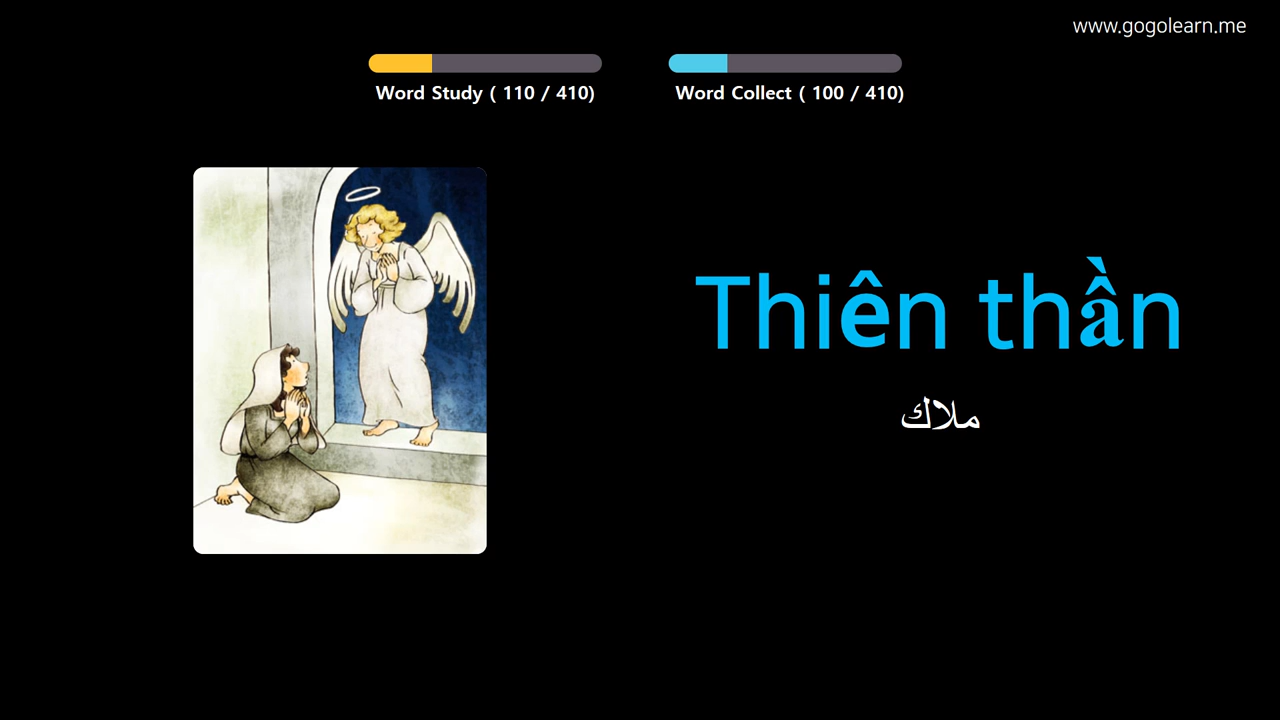 www.gogolearn.me
Word Study ( 110 / 410)
Word Collect ( 100 / 410)
Thiên thần
ملاك